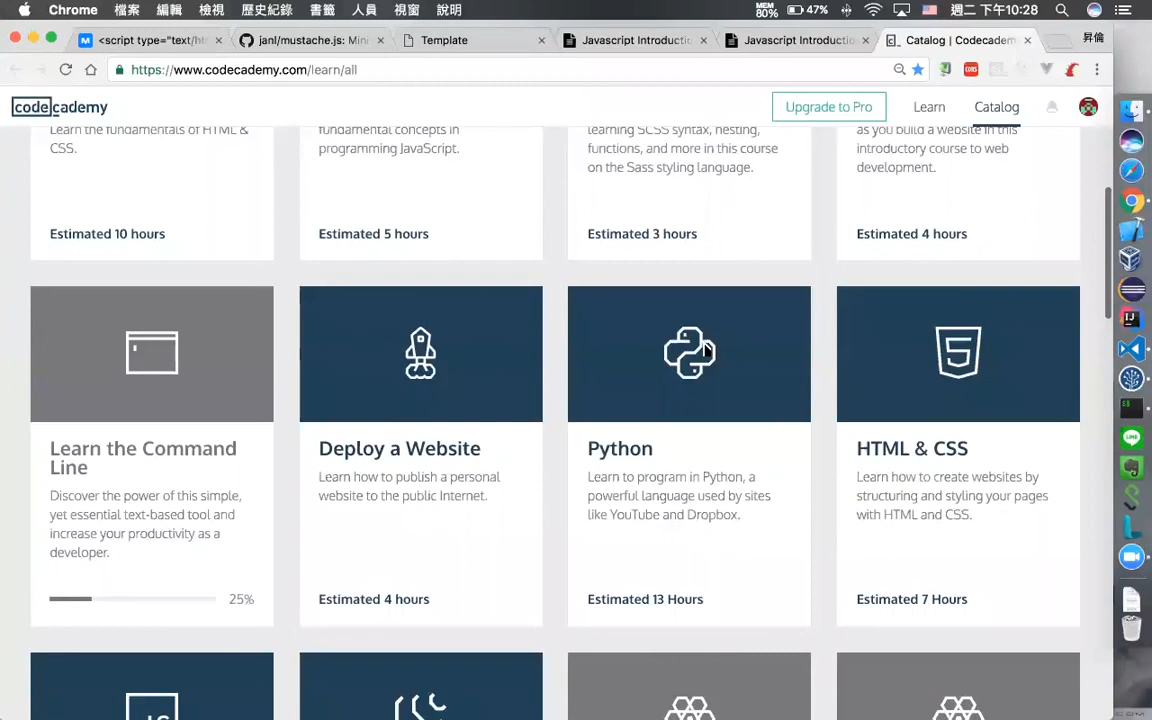 Chrome 檔案 編輯 檢視 歷史紀錄 書籤 人員 視窗 說明 MEM 80% 47% 週二 下午10:28
<script type="text/ht janl/mustache.js: Mini Template Javascript Introductio Javascript Introductio Catalog | Codecadem 昇倫
https://www.codecademy.com/learn/all
codecademy Upgrade to Pro Learn Catalog
Learn the fundamentals of HTML &
CSS.
Estimated 10 hours
fundamental concepts in
programming JavaScript.
Estimated 5 hours
learning SCSS syntax, nesting,
functions, and more in this course
on the Sass styling language.
Estimated 3 hours
as you build a website in this
introductory course to web
development.
Estimated 4 hours
Learn the Command
Line
Discover the power of this simple,
yet essential text-based tool and
increase your productivity as a
developer.
25%
Deploy a Website
Learn how to publish a personal
website to the public Internet.
Estimated 4 hours
Python
Learn to program in Python, a
powerful language used by sites
like YouTube and Dropbox.
Estimated 13 Hours
HTML & CSS
Learn how to create websites by
structuring and styling your pages
with HTML and CSS.
Estimated 7 Hours